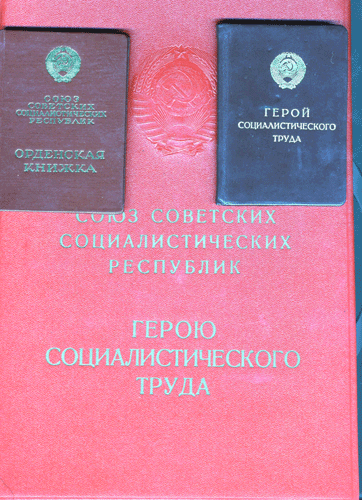 СОЮЗ
СОВЕТСКИХ
СОЦИАЛИСТИЧЕСКИХ
РЕСПУБЛИК
ОРДЕНСКАЯ
КНИЖКА
ГЕРОЙ
СОЦИАЛИСТИЧЕСКОГО
ТРУДА
СОЮЗ СОВЕТСКИХ
СОЦИАЛИСТИЧЕСКИХ
РЕСПУБЛИК
ГЕРОЮ
СОЦИАЛИСТИЧЕСКОГО
ТРУДА